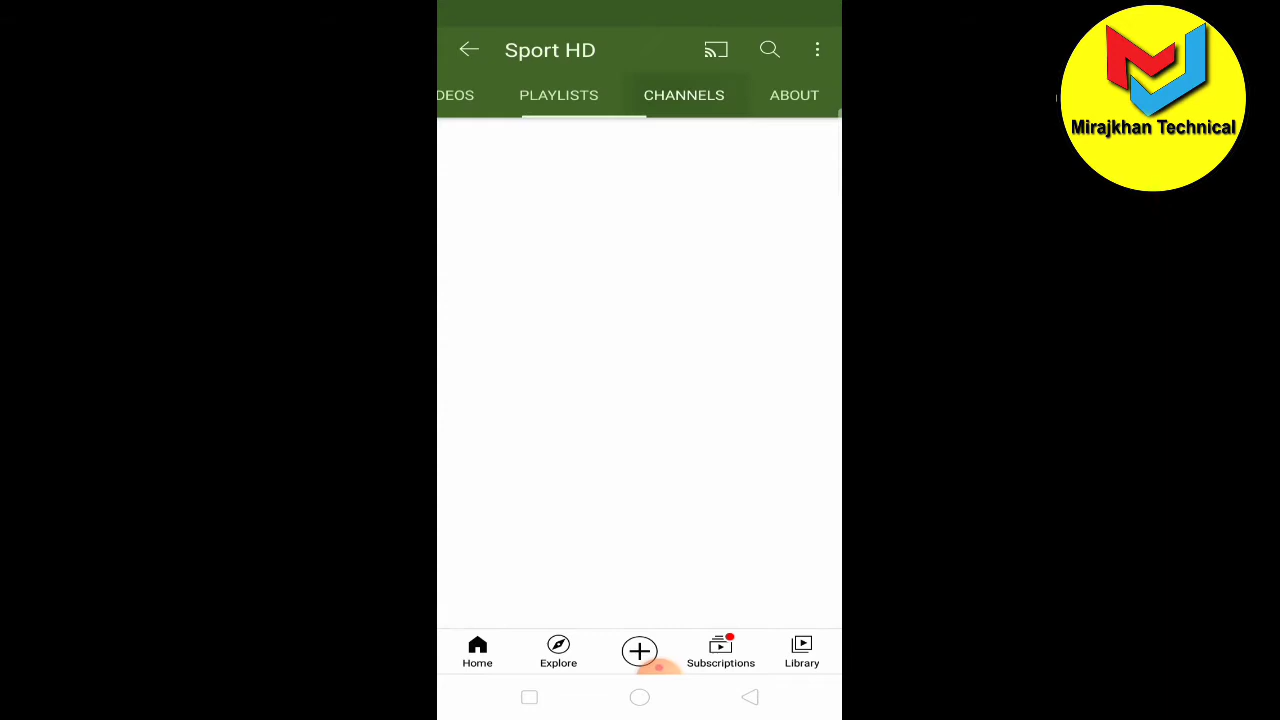 Sport HD
DEOS PLAYLISTS CHANNELS ABOUT
Mirajkhan Technical
Home Explore Subscriptions Library